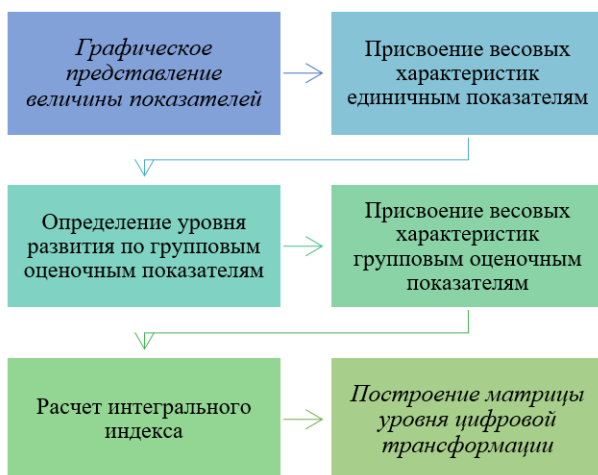 Графическое
представление
величины показателей
Присвоение весовых
характеристик
единичным показателям
Определение уровня
развития по групповым
оценочным показателям
Присвоение весовых
характеристик
групповым оценочным
показателям
Расчет интегрального
индекса
Построение матрицы
уровня цифровой
трансформации